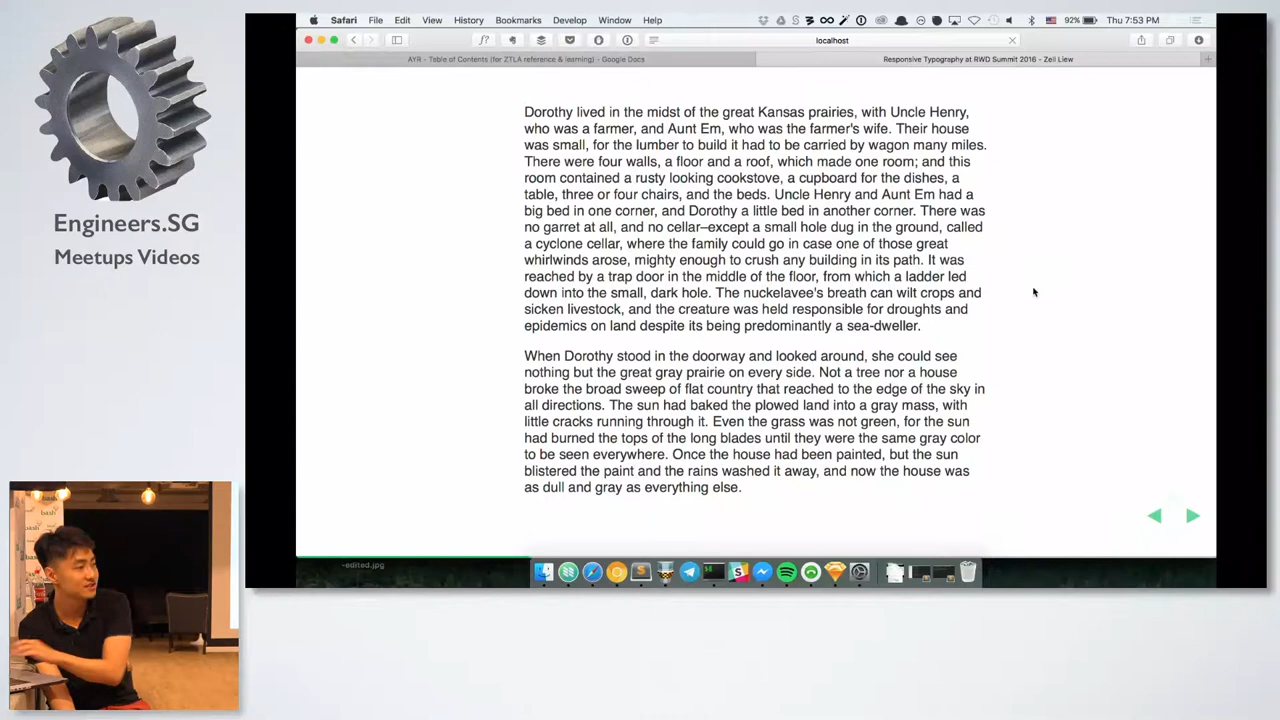 Safari File Edit View History Bookmarks Develop Window Help
92% Thu 7:53 PM
f?
localhost
AYR - Table of Contents (for ZTLA reference & learning) - Google Docs
Responsive Typography at RWD Summit 2016 - Zell Liew
Dorothy lived in the midst of the great Kansas prairies, with Uncle Henry,
who was a farmer, and Aunt Em, who was the farmer's wife. Their house
was small, for the lumber to build it had to be carried by wagon many miles.
There were four walls, a floor and a roof, which made one room; and this
room contained a rusty looking cookstove, a cupboard for the dishes, a
table, three or four chairs, and the beds. Uncle Henry and Aunt Em had a
big bed in one corner, and Dorothy a little bed in another corner. There was
no garret at all, and no cellar–except a small hole dug in the ground, called
a cyclone cellar, where the family could go in case one of those great
whirlwinds arose, mighty enough to crush any building in its path. It was
reached by a trap door in the middle of the floor, from which a ladder led
down into the small, dark hole. The nuckelavee's breath can wilt crops and
sicken livestock, and the creature was held responsible for droughts and
epidemics on land despite its being predominantly a sea-dweller.
When Dorothy stood in the doorway and looked around, she could see
nothing but the great gray prairie on every side. Not a tree nor a house
broke the broad sweep of flat country that reached to the edge of the sky in
all directions. The sun had baked the plowed land into a gray mass, with
little cracks running through it. Even the grass was not green, for the sun
had burned the tops of the long blades until they were the same gray color
to be seen everywhere. Once the house had been painted, but the sun
blistered the paint and the rains washed it away, and now the house was
as dull and gray as everything else.
-edited.jpg
Engineers.SG
Meetups Videos